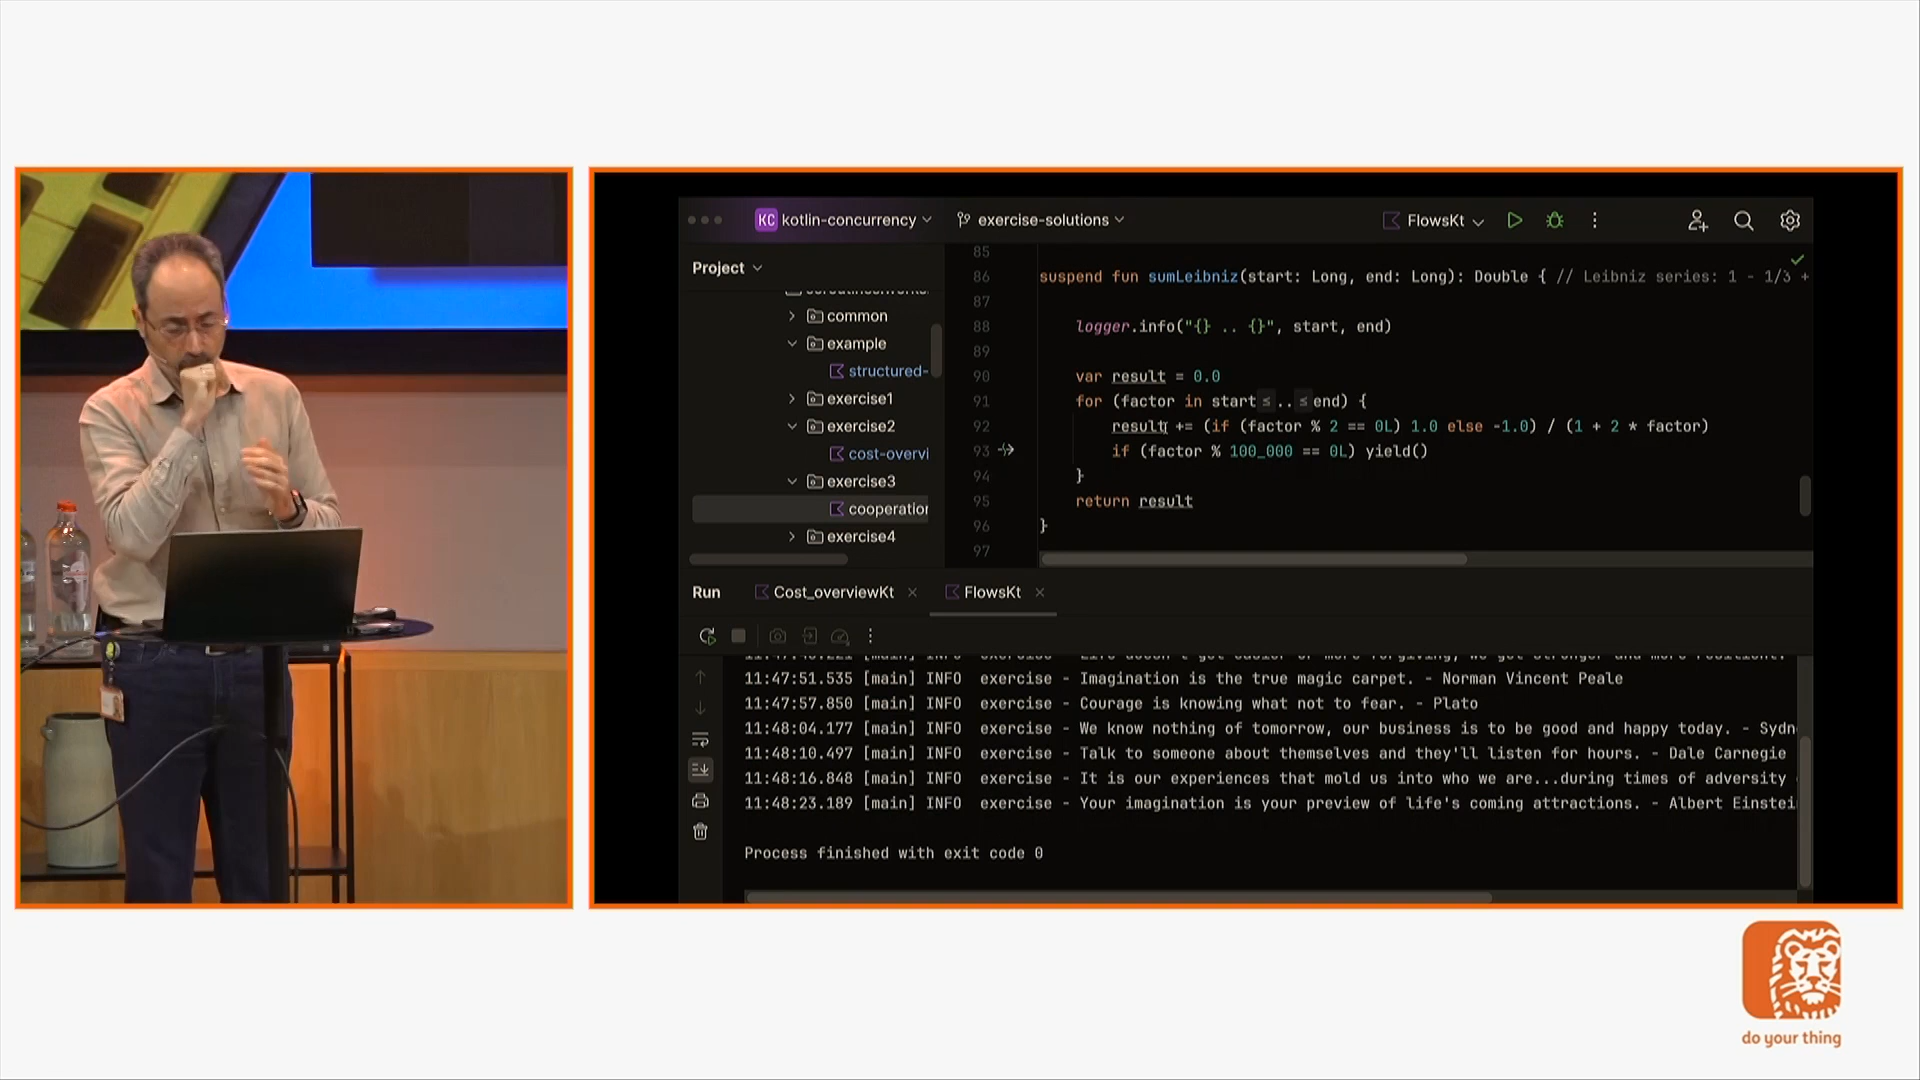 KC kotlin-concurrency
exercise-solutions
FlowsKt
Project
common
example
structured-
exercise1
exercise2
cost-overvi
exercise3
cooperation
exercise4
85
86 suspend fun sumLeibniz(start: Long, end: Long): Double { // Leibniz series: 1 - 1/3 +
87
88 logger.info("{} .. {}", start, end)
89
90 var result = 0.0
91 for (factor in start ≤ .. ≤ end) {
92 result += (if (factor % 2 == 0L) 1.0 else -1.0) / (1 + 2 * factor)
93 if (factor % 100_000 == 0L) yield()
94 }
95 return result
96 }
97
Run Cost_overviewKt FlowsKt
11:47:51.535 [main] INFO exercise - Imagination is the true magic carpet. - Norman Vincent Peale
11:47:57.850 [main] INFO exercise - Courage is knowing what not to fear. - Plato
11:48:04.177 [main] INFO exercise - We know nothing of tomorrow, our business is to be good and happy today. - Sydn
11:48:10.497 [main] INFO exercise - Talk to someone about themselves and they'll listen for hours. - Dale Carnegie
11:48:16.848 [main] INFO exercise - It is our experiences that mold us into who we are...during times of adversity
11:48:23.189 [main] INFO exercise - Your imagination is your preview of life's coming attractions. - Albert Einstei
Process finished with exit code 0
do your thing